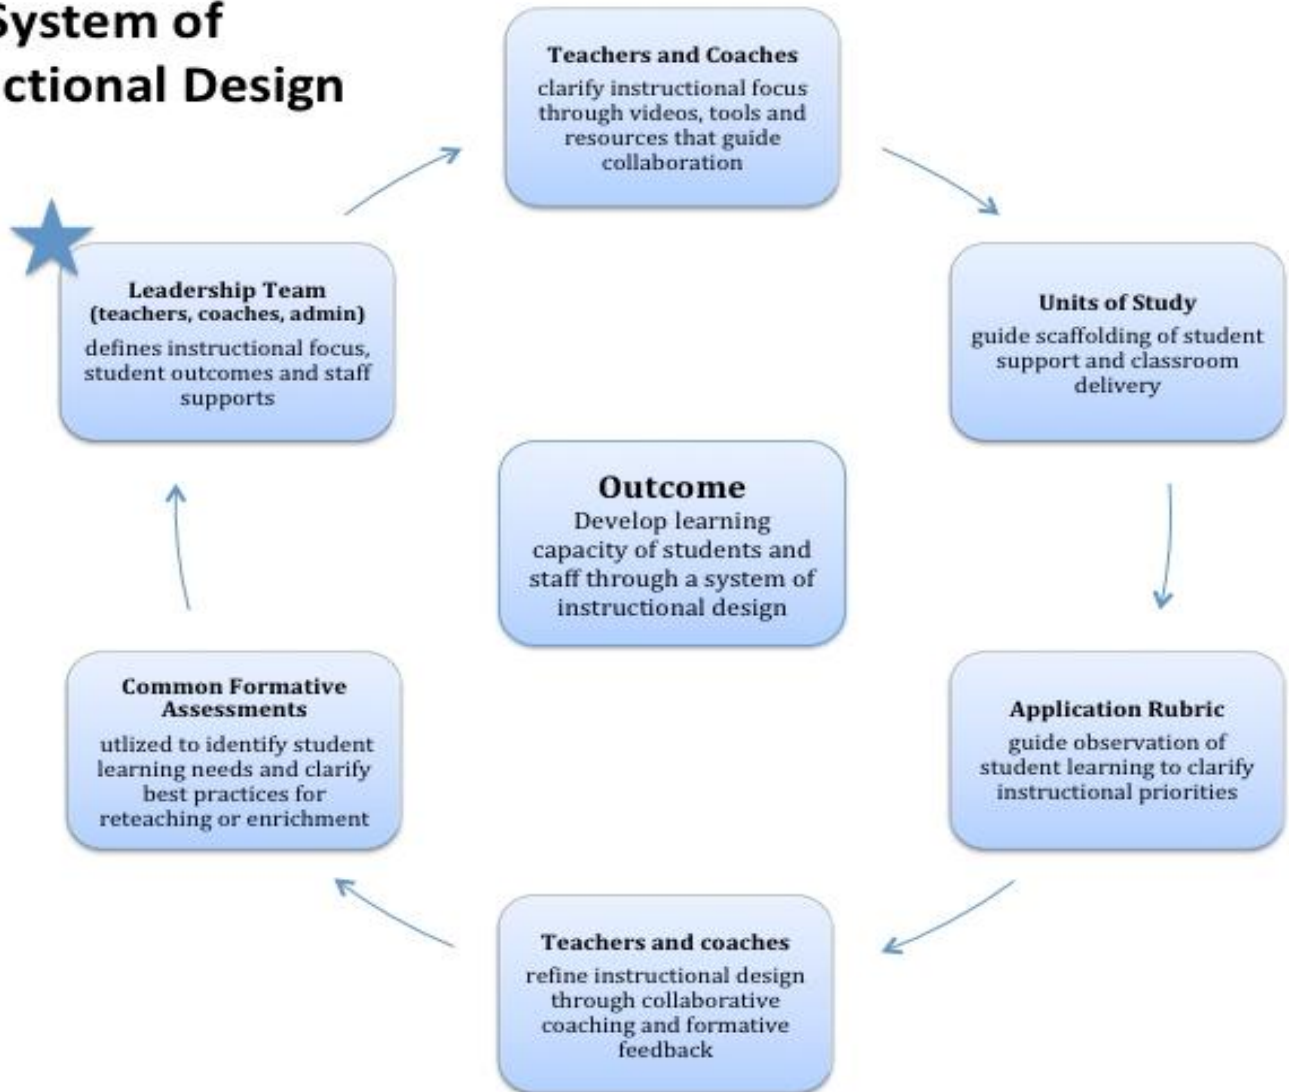 System of
ctional Design
Teachers and Coaches
clarify instructional focus
through videos, tools and
resources that guide
collaboration
Leadership Team
(teachers, coaches, admin)
defines instructional focus,
student outcomes and staff
supports
Units of Study
guide scaffolding of student
support and classroom
delivery
Outcome
Develop learning
capacity of students and
staff through a system of
instructional design
Common Formative
Assessments
utlized to identify student
learning needs and clarify
best practices for
reteaching or enrichment
Application Rubric
guide observation of
student learning to clarify
instructional priorities
Teachers and coaches
refine instructional design
through collaborative
coaching and formative
feedback